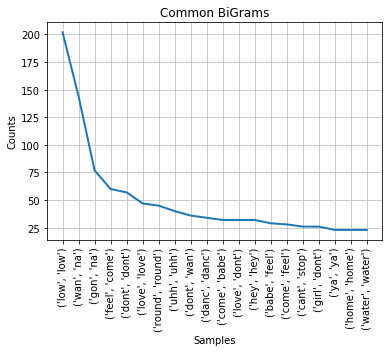 Common BiGrams
Counts
200
175
150
125
100
75
50
25
('low', 'low')
('wan', 'na')
('gon', 'na')
('feel', 'come')
('dont', 'dont')
('love', 'love')
('round', 'round')
('uhh', 'uhh')
('dont', 'wan')
('danc', 'danc')
('come', 'babe')
('love', 'dont')
('hey', 'hey')
('babe', 'feel')
('come', 'feel')
('cant', 'stop')
('girl', 'dont')
('ya', 'ya')
('home', 'home')
('water', 'water')
Samples